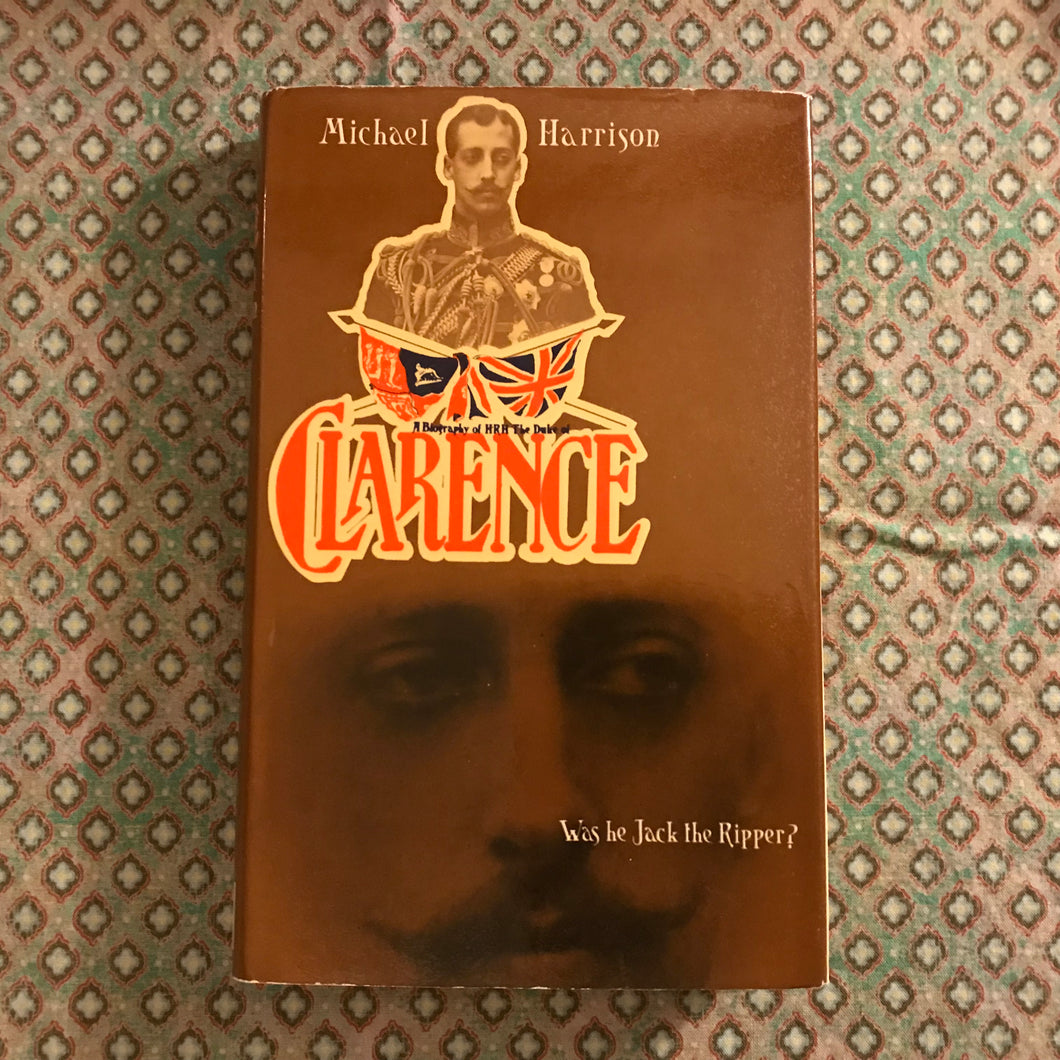 Michael Harrison
A Biography of HRH The Duke of
CLARENCE
Was he Jack the Ripper?